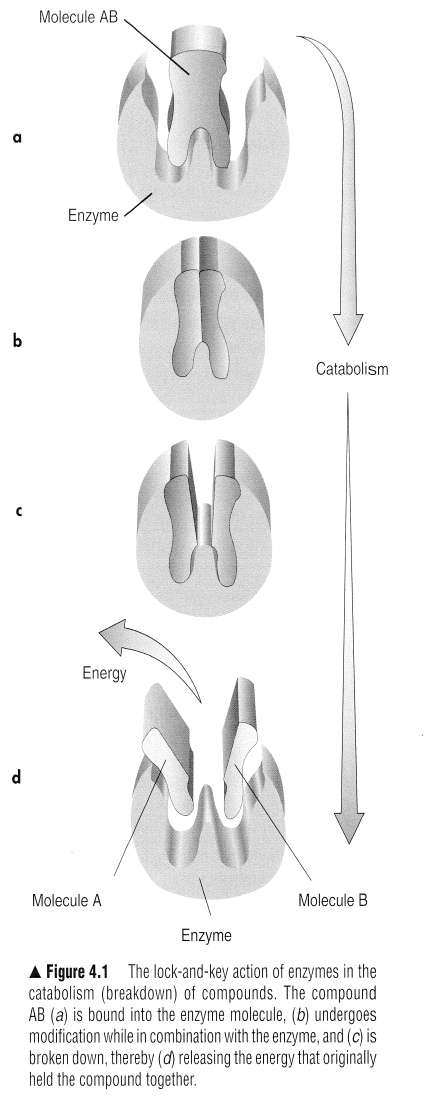 Molecule AB
a
Enzyme
b
Catabolism
c
Energy
d
Molecule A
Molecule B
Enzyme
▲ Figure 4.1 The lock-and-key action of enzymes in the
catabolism (breakdown) of compounds. The compound
AB (a) is bound into the enzyme molecule, (b) undergoes
modification while in combination with the enzyme, and (c) is
broken down, thereby (d) releasing the energy that originally
held the compound together.